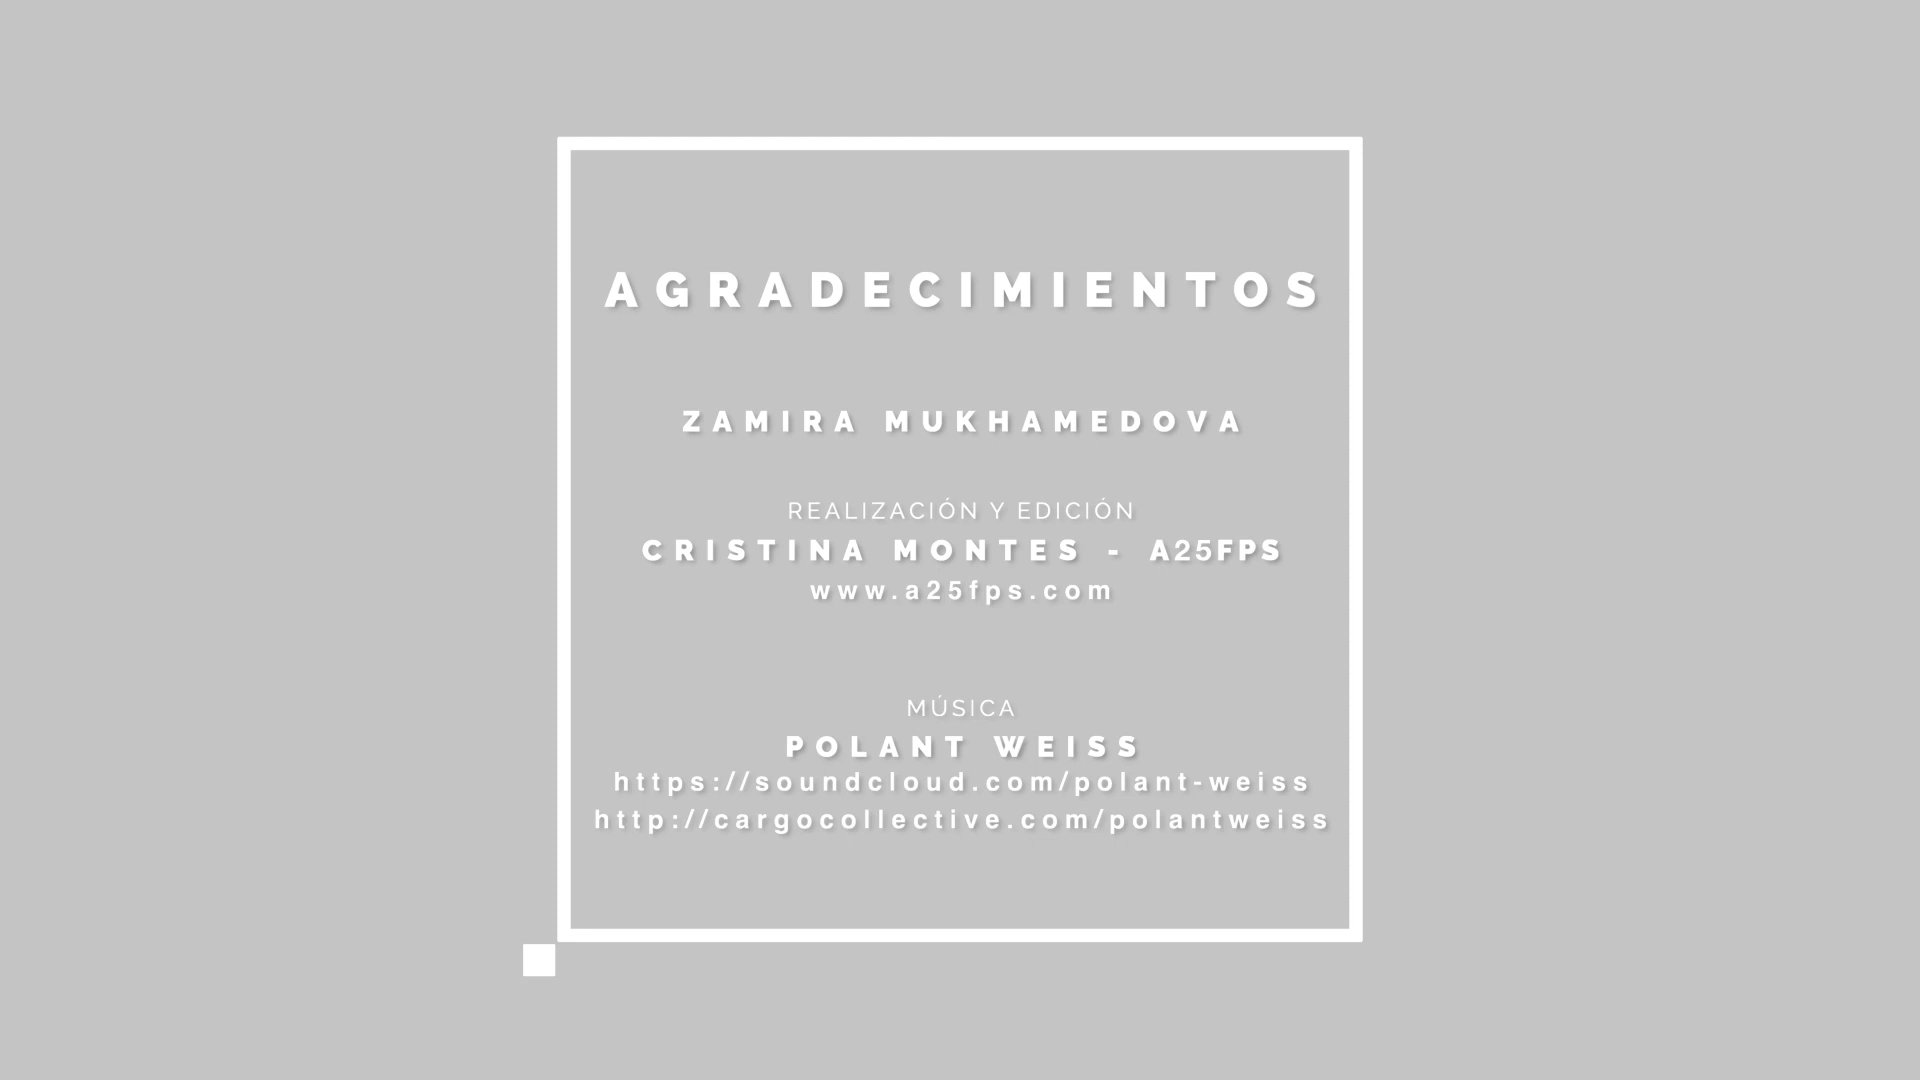 AGRADECIMIENTOS
ZAMIRA MUKHAMEDOVA
REALIZACIÓN Y EDICIÓN
CRISTINA MONTES - A25FPS
www.a25fps.com
MÚSICA
POLANT WEISS
https://soundcloud.com/polant-weiss
http://cargocollective.com/polantweiss